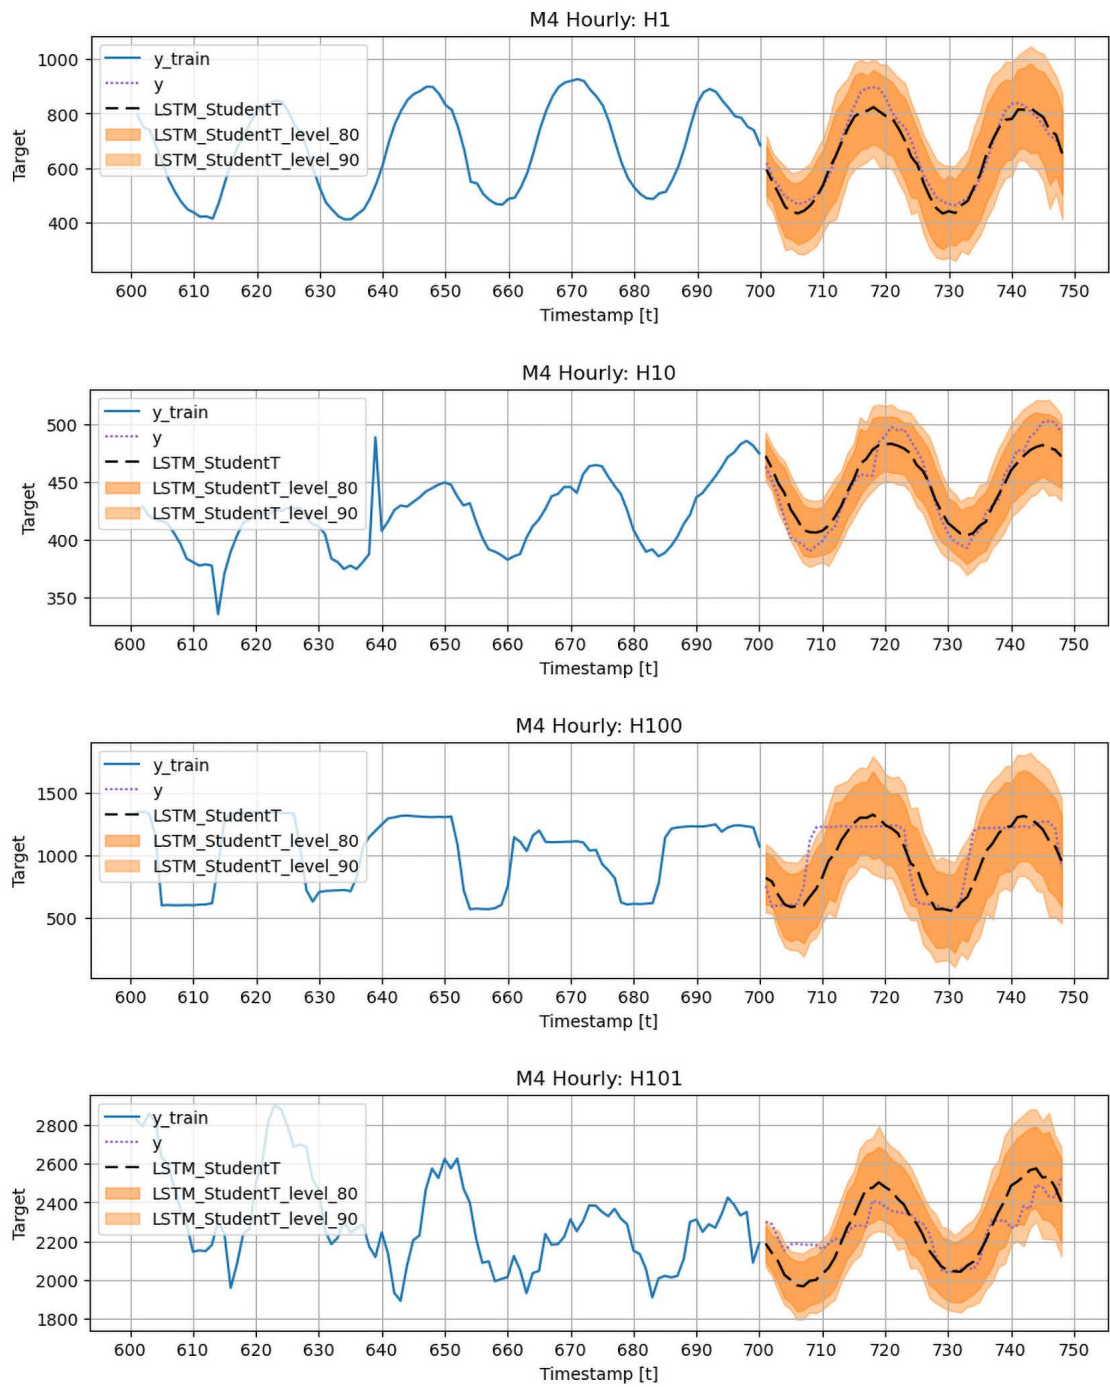 M4 Hourly: H1
1000
800
600
400
Target
y_train
y
LSTM_StudentT
LSTM_StudentT_level_80
LSTM_StudentT_level_90
600 610 620 630 640 650 660 670 680 690 700 710 720 730 740 750
Timestamp [t]
M4 Hourly: H10
500
450
400
350
Target
y_train
y
LSTM_StudentT
LSTM_StudentT_level_80
LSTM_StudentT_level_90
600 610 620 630 640 650 660 670 680 690 700 710 720 730 740 750
Timestamp [t]
M4 Hourly: H100
1500
1000
500
Target
y_train
y
LSTM_StudentT
LSTM_StudentT_level_80
LSTM_StudentT_level_90
600 610 620 630 640 650 660 670 680 690 700 710 720 730 740 750
Timestamp [t]
M4 Hourly: H101
2800
2600
2400
2200
2000
1800
Target
y_train
y
LSTM_StudentT
LSTM_StudentT_level_80
LSTM_StudentT_level_90
600 610 620 630 640 650 660 670 680 690 700 710 720 730 740 750
Timestamp [t]